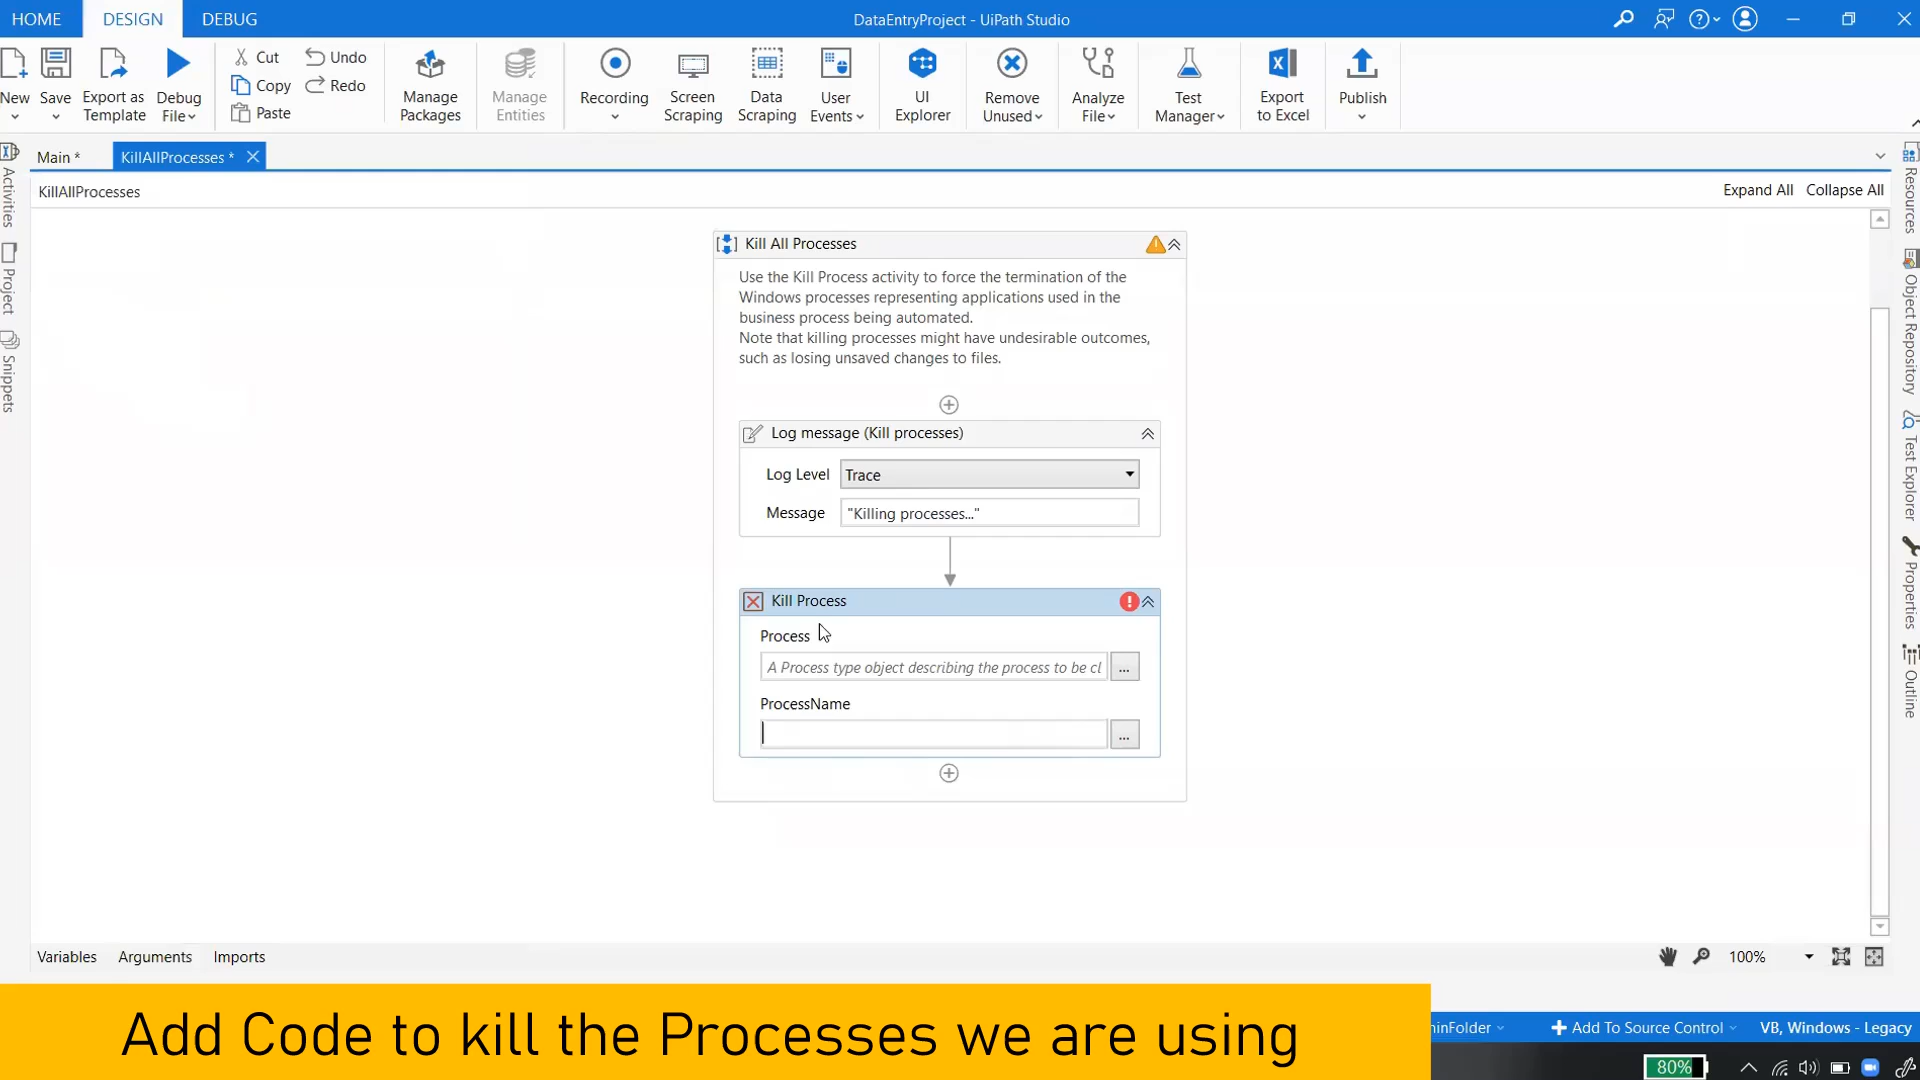 HOME
DESIGN
DEBUG
DataEntryProject - UiPath Studio
New
Save
Export as
Template
Debug
File
Cut
Copy
Paste
Undo
Redo
Manage
Packages
Manage
Entities
Recording
Screen
Scraping
Data
Scraping
User
Events
UI
Explorer
Remove
Unused
Analyze
File
Test
Manager
Export
to Excel
Publish
Main *
KillAllProcesses *
KillAllProcesses
Expand All
Collapse All
Activities
Project
Snippets
Resources
Object Repository
Test Explorer
Properties
Outline
Kill All Processes
Use the Kill Process activity to force the termination of the
Windows processes representing applications used in the
business process being automated.
Note that killing processes might have undesirable outcomes,
such as losing unsaved changes to files.
Log message (Kill processes)
Log Level
Trace
Message
"Killing processes..."
Kill Process
Process
A Process type object describing the process to be cl
...
ProcessName
...
Variables
Arguments
Imports
100%
Add Code to kill the Processes we are using
Add To Source Control
VB, Windows - Legacy
80%